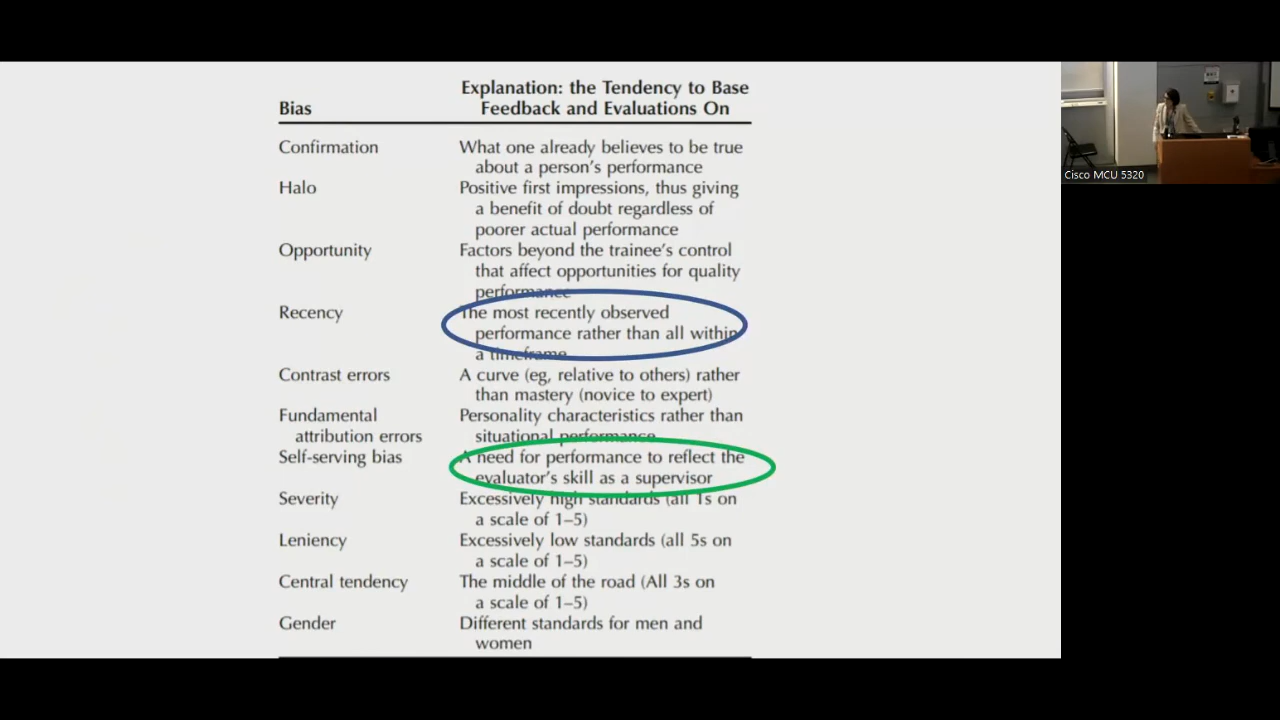 Explanation: the Tendency to Base
Bias Feedback and Evaluations On
Confirmation What one already believes to be true
about a person's performance
Halo Positive first impressions, thus giving
a benefit of doubt regardless of
poorer actual performance
Opportunity Factors beyond the trainee's control
that affect opportunities for quality
performance
Recency The most recently observed
performance rather than all within
a timeframe
Contrast errors A curve (eg, relative to others) rather
than mastery (novice to expert)
Fundamental Personality characteristics rather than
attribution errors situational performance
Self-serving bias A need for performance to reflect the
evaluator's skill as a supervisor
Severity Excessively high standards (all 1s on
a scale of 1–5)
Leniency Excessively low standards (all 5s on
a scale of 1–5)
Central tendency The middle of the road (All 3s on
a scale of 1–5)
Gender Different standards for men and
women
Cisco MCU 5320